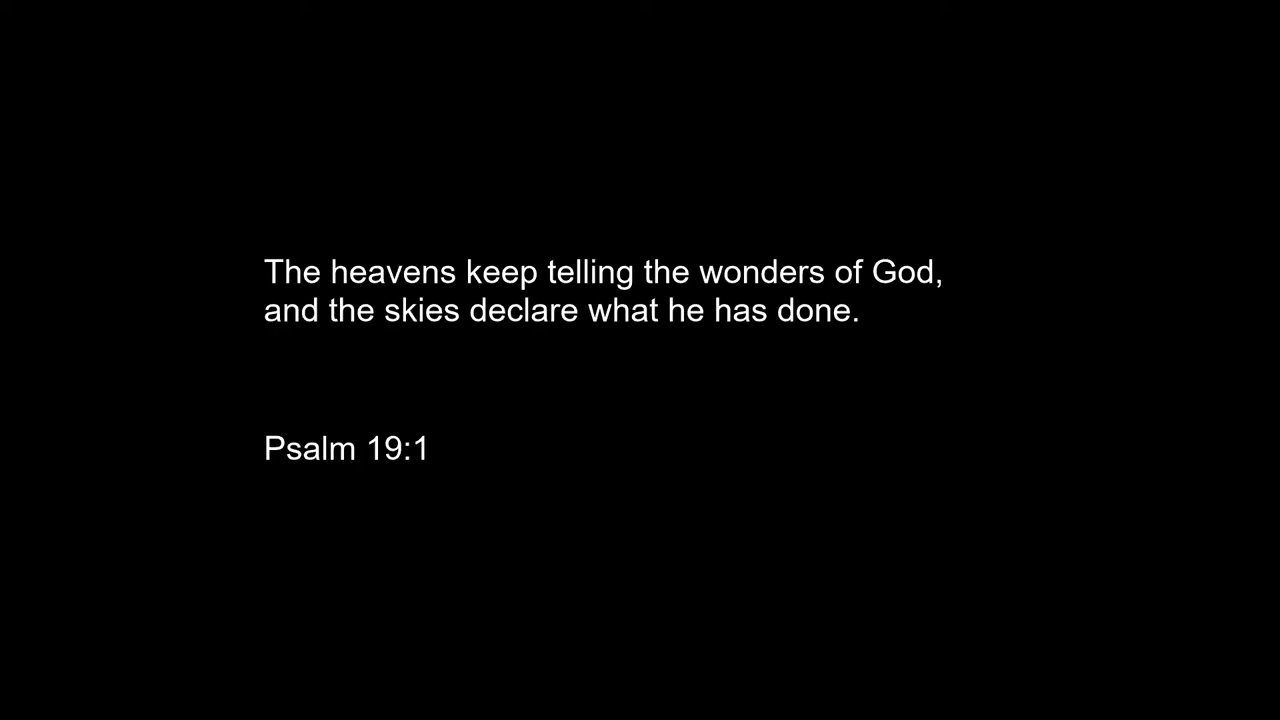 The heavens keep telling the wonders of God,
and the skies declare what he has done.
Psalm 19:1